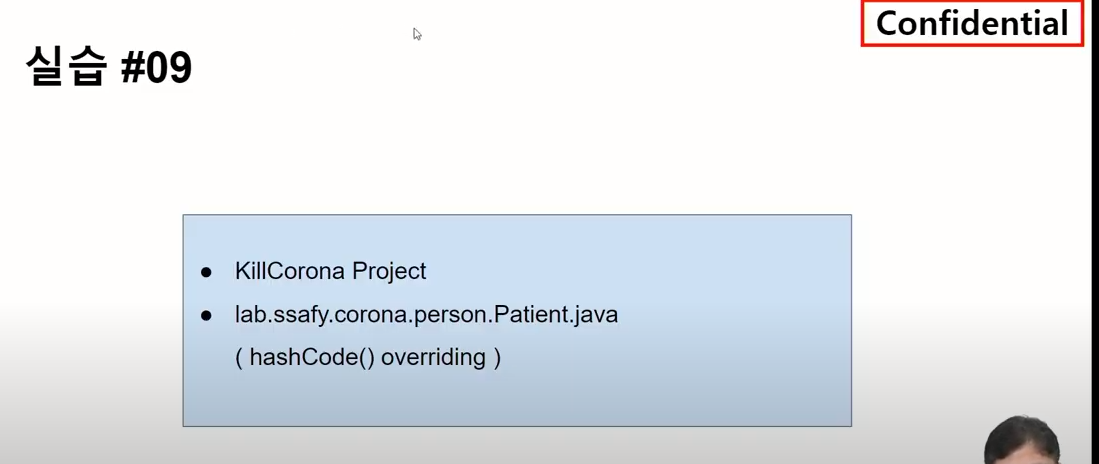 Confidential
실습 #09
● KillCorona Project
● lab.ssafy.corona.person.Patient.java
( hashCode() overriding )